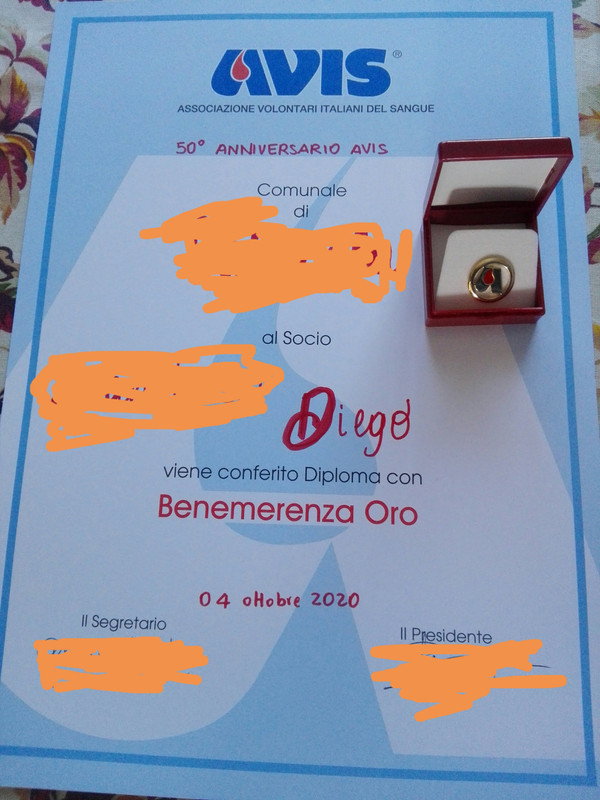 AVIS®
ASSOCIAZIONE VOLONTARI ITALIANI DEL SANGUE
50° ANNIVERSARIO AVIS
Comunale
di
al Socio
Diego
viene conferito Diploma con
Benemerenza Oro
04 ottobre 2020
Il Segretario
Il Presidente